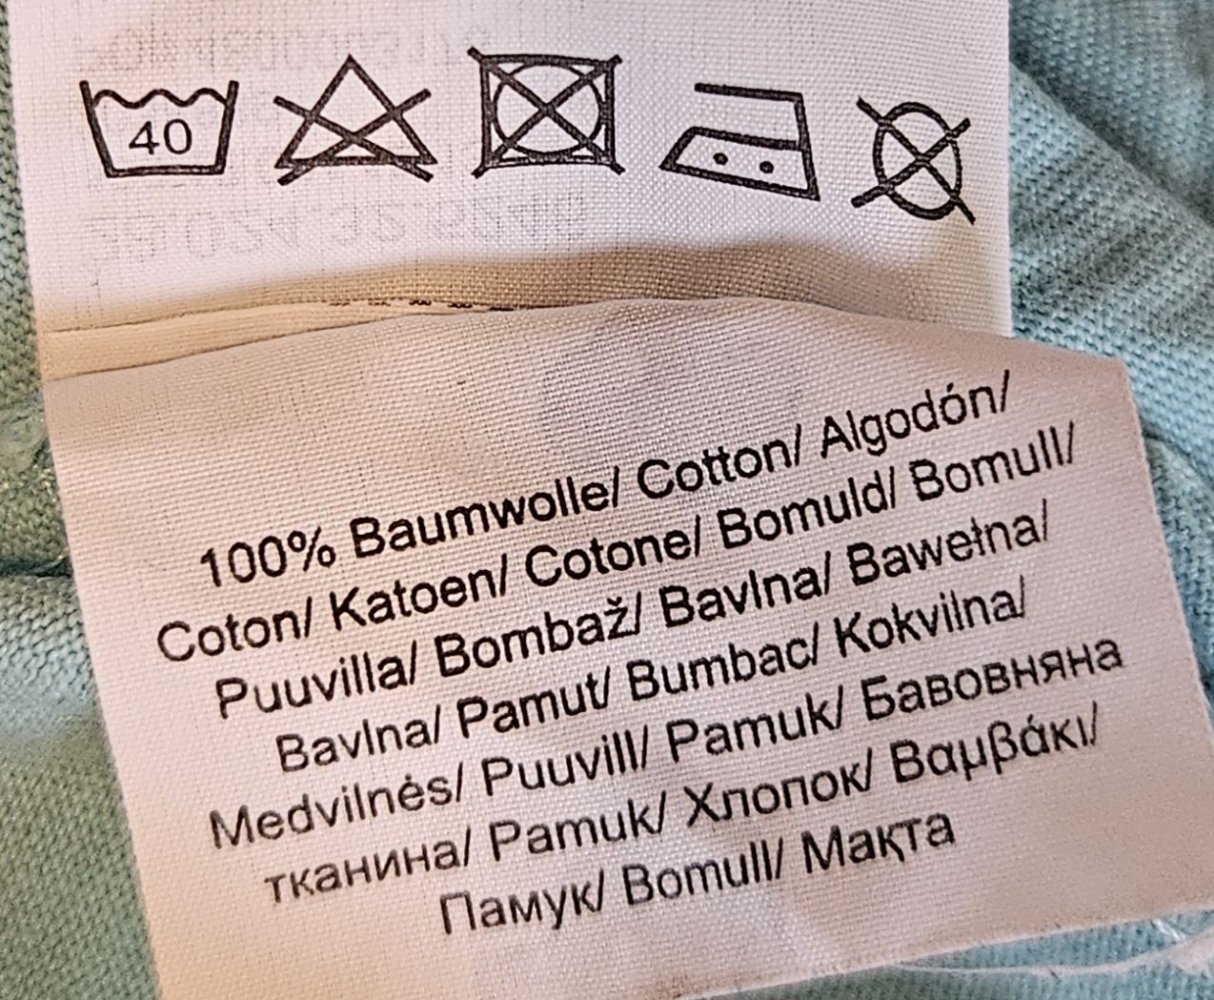 40
100% Baumwolle/ Cotton/ Algodón/
Coton/ Katoen/ Cotone/ Bomuld/ Bomull/
Puuvilla/ Bombaž/ Bavlna/ Bawełna/
Bavlna/ Pamut/ Bumbac/ Kokvilna/
Medvilnės/ Puuvill/ Pamuk/ Бавовняна
тканина/ Pamuk/ Хлопок/ Βαμβάκι/
Памук/ Bomull/ Мақта